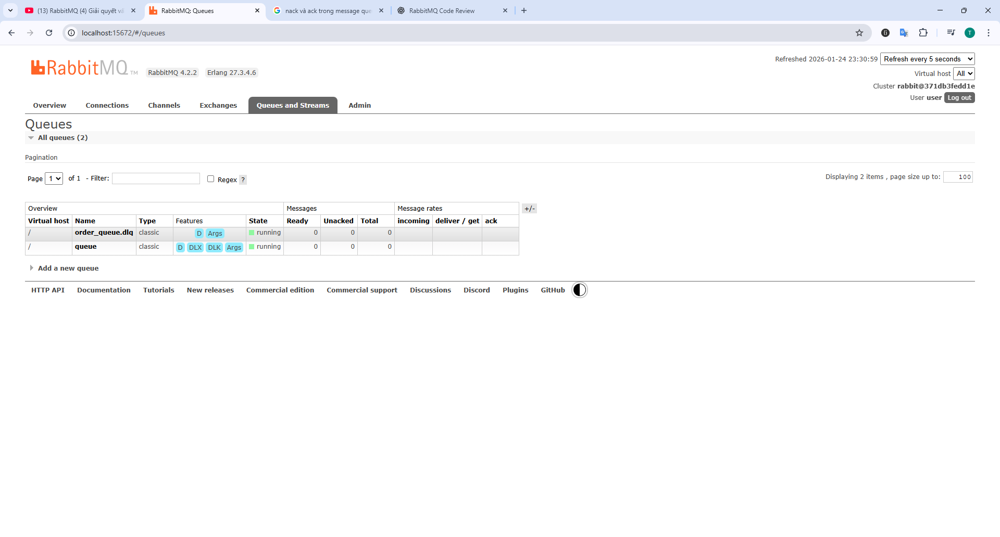 (13) RabbitMQ (4) Giải quyết vấ
RabbitMQ: Queues
nack và ack trong message que
RabbitMQ Code Review
localhost:15672/#/queues
T
RabbitMQ TM
RabbitMQ 4.2.2
Erlang 27.3.4.6
Refreshed 2026-01-24 23:30:59 Refresh every 5 seconds
Virtual host All
Cluster rabbit@371db3fedd1e
User user Log out
Overview Connections Channels Exchanges Queues and Streams Admin
Queues
All queues (2)
Pagination
Page 1 of 1 - Filter: Regex ?
Displaying 2 items , page size up to: 100
Overview Messages Message rates +/-
Virtual host Name Type Features State Ready Unacked Total incoming deliver / get ack
/ order_queue.dlq classic D Args running 0 0 0
/ queue classic D DLX DLK Args running 0 0 0
Add a new queue
HTTP API Documentation Tutorials New releases Commercial edition Commercial support Discussions Discord Plugins GitHub